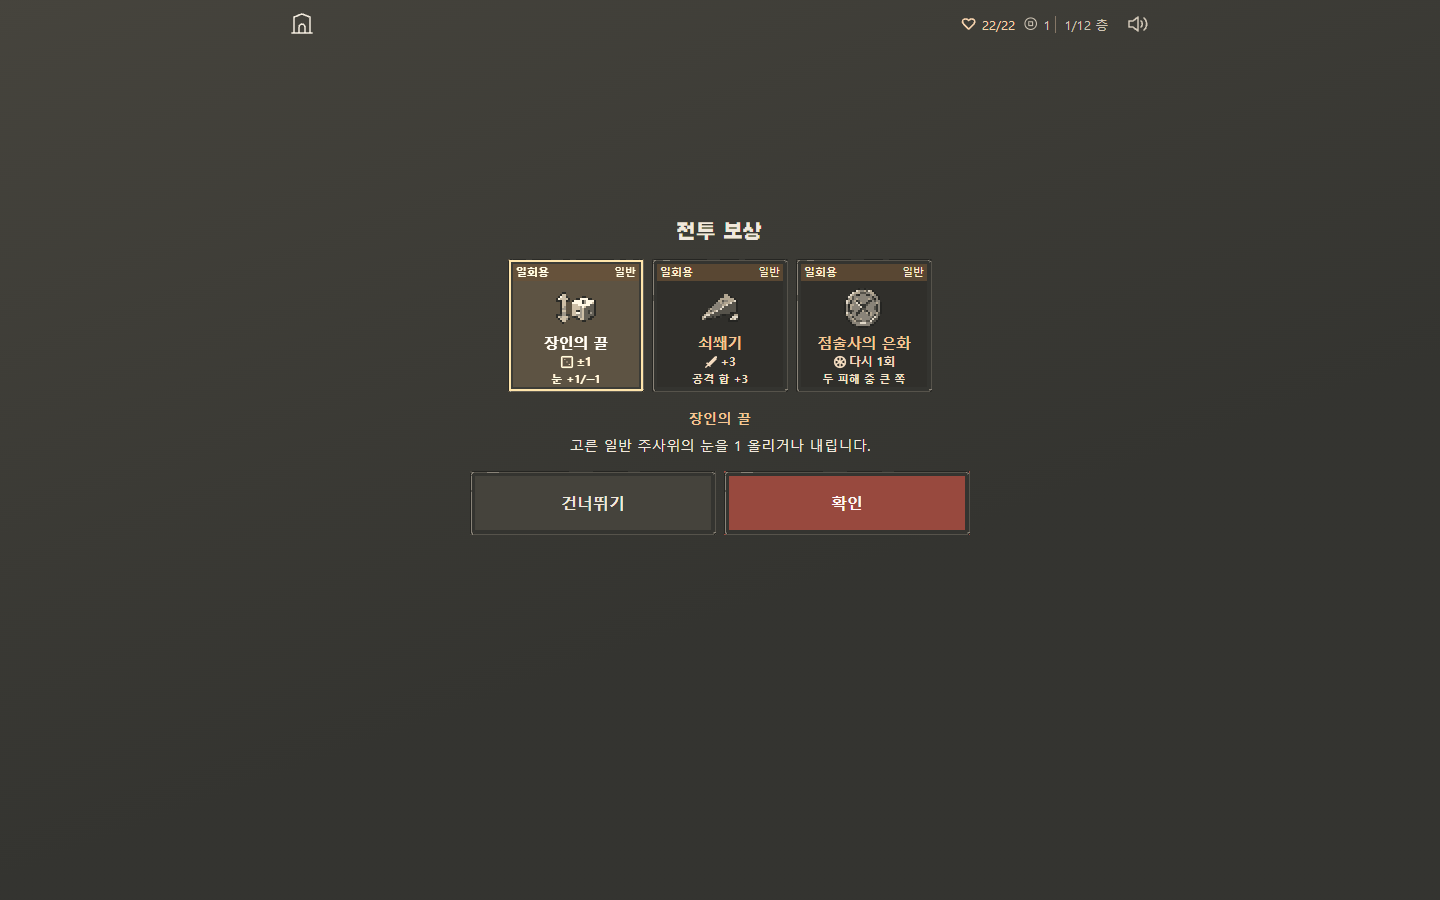 22/22 1 1/12 층
전투 보상
일회용 일반
장인의 끌
±1
눈 +1/−1
일회용 일반
쇠쐐기
+3
공격 합 +3
일회용 일반
점술사의 은화
다시 1회
두 피해 중 큰 쪽
장인의 끌
고른 일반 주사위의 눈을 1 올리거나 내립니다.
건너뛰기 확인